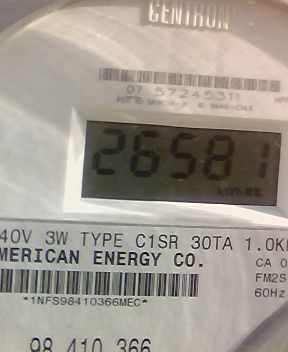 CENTRON
07 57245311
26581
kWh
40V 3W TYPE C1SR 30TA 1.0K
MERICAN ENERGY CO.
CA 0
FM2S
60Hz
*1NFS98410366MEC*
98 410 366